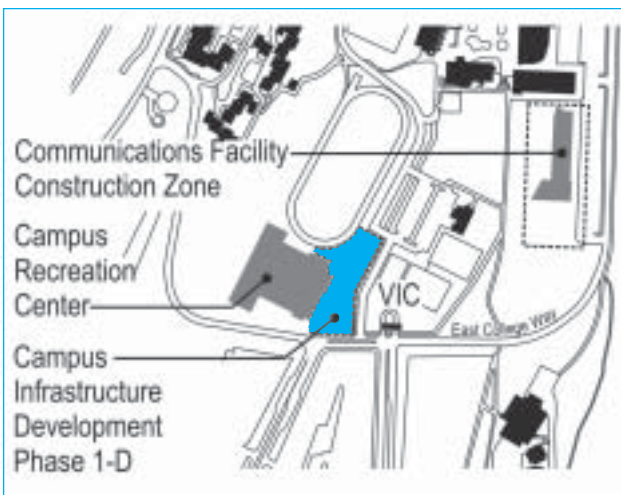 Communications Facility
Construction Zone
Campus
Recreation
Center
VIC
East College Way
Campus
Infrastructure
Development
Phase 1-D